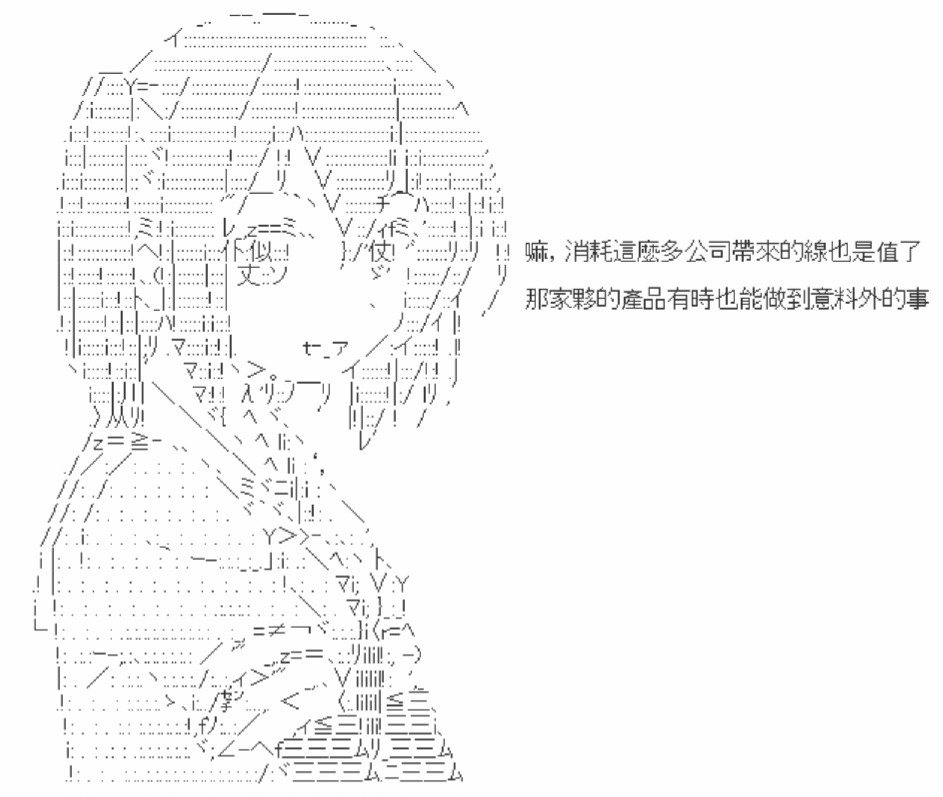 嘛，消耗這麼多公司帶來的線也是值了
那家夥的產品有時也能做到意料外的事